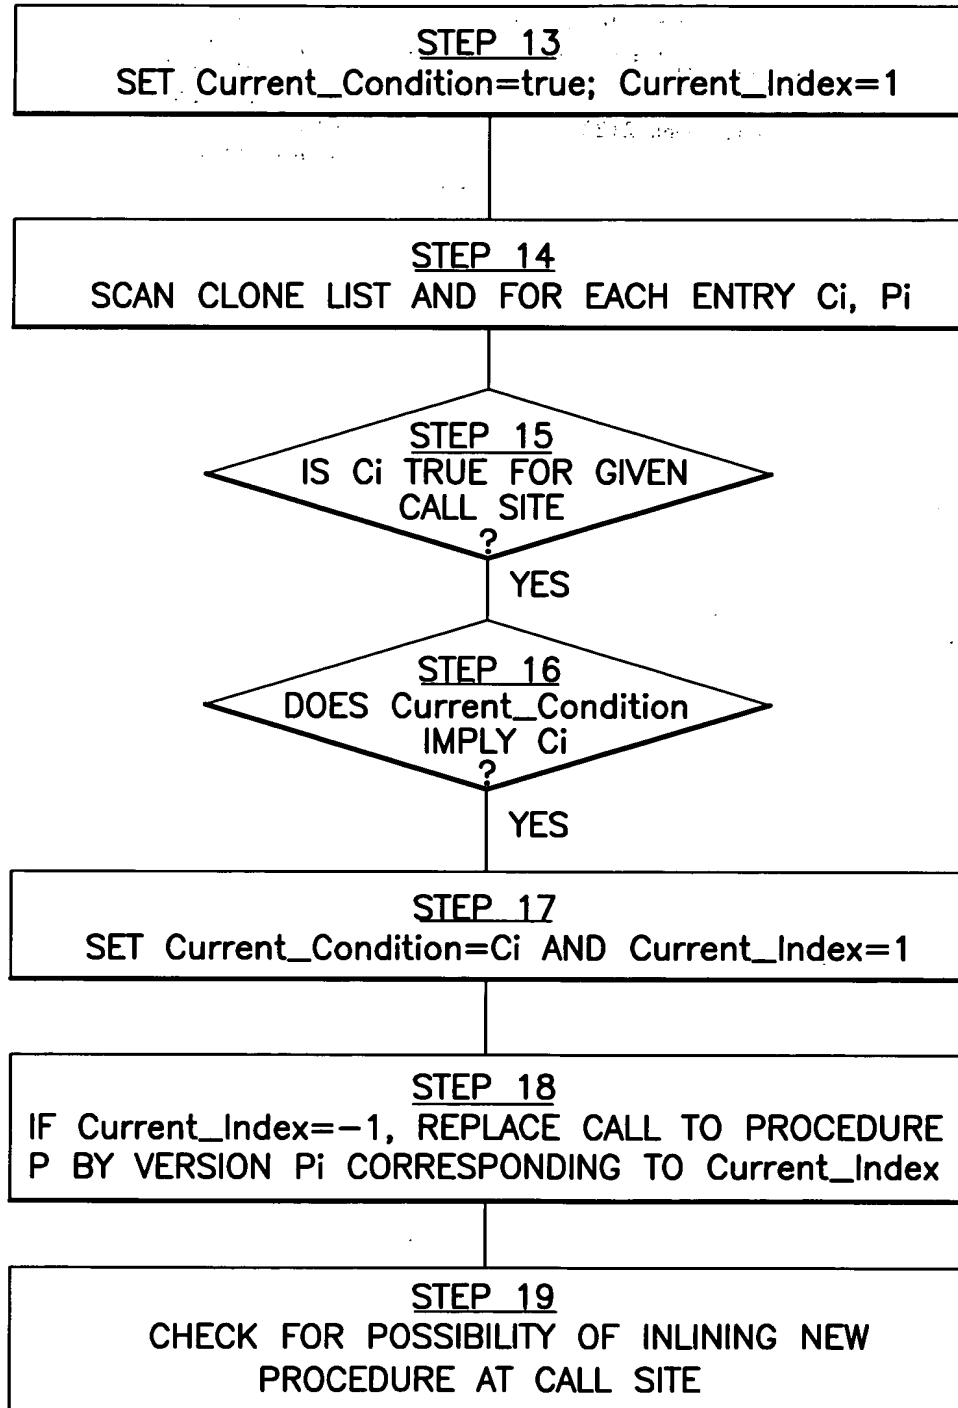 STEP 13
SET Current_Condition=true; Current_Index=1
STEP 14
SCAN CLONE LIST AND FOR EACH ENTRY Ci, Pi
STEP 15
IS Ci TRUE FOR GIVEN
CALL SITE
?
YES
STEP 16
DOES Current_Condition
IMPLY Ci
?
YES
STEP 17
SET Current_Condition=Ci AND Current_Index=1
STEP 18
IF Current_Index=-1, REPLACE CALL TO PROCEDURE
P BY VERSION Pi CORRESPONDING TO Current_Index
STEP 19
CHECK FOR POSSIBILITY OF INLINING NEW
PROCEDURE AT CALL SITE